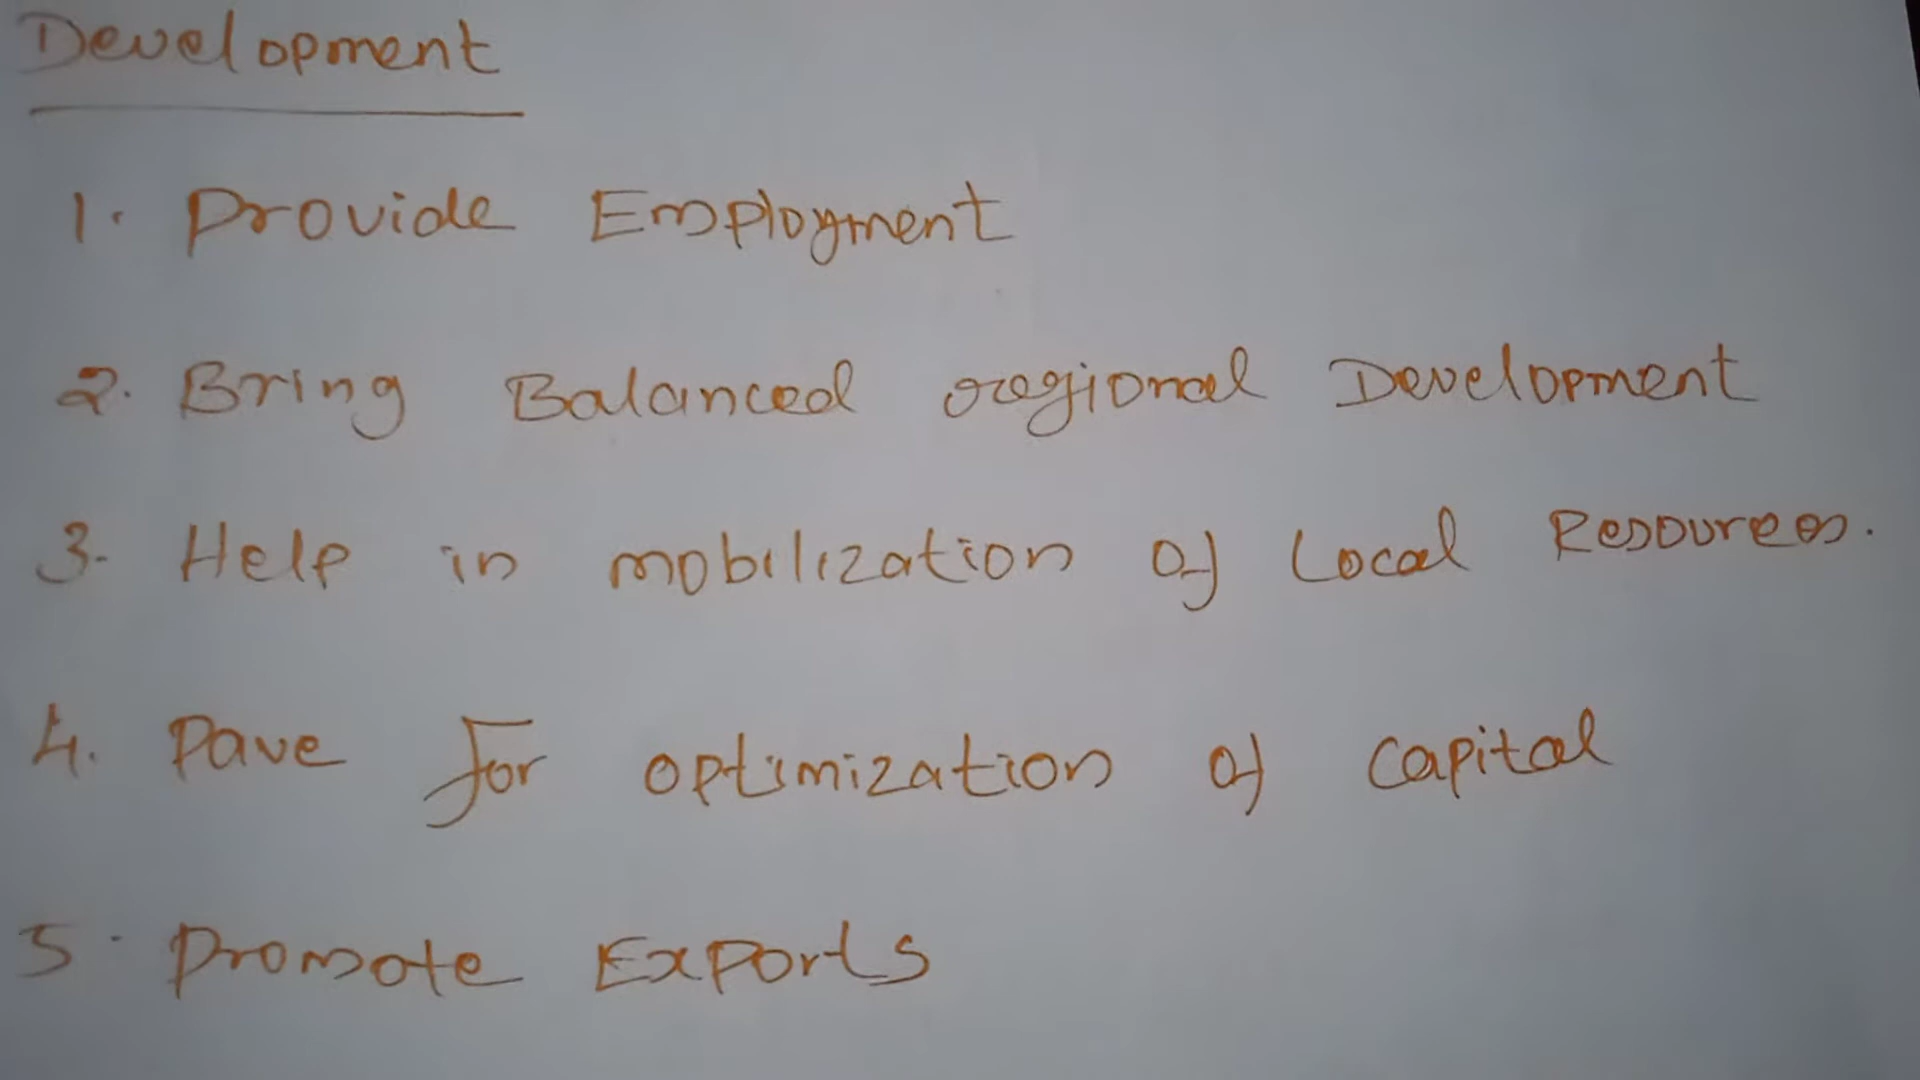 Development
1. Provide Employment
2. Bring Balanced regional Development
3. Help in mobilization of Local Resources.
4. Pave for optimization of capital
5. Promote Exports